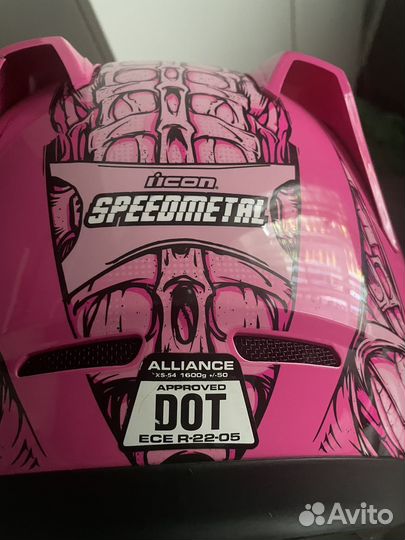 icon
SPEEDMETAL
ALLIANCE
XS-54 1600g +/-50
APPROVED
DOT
ECE R-22-05
Avito